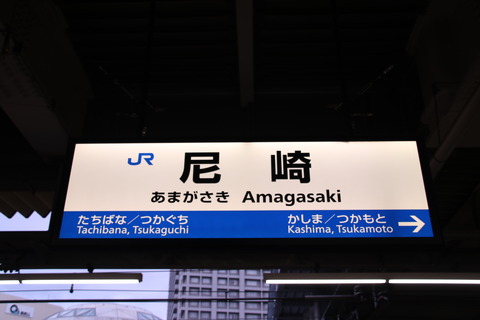 JR 尼 崎
あまがさき Amagasaki
たちばな／つかぐち かしま／つかもと
Tachibana, Tsukaguchi Kashima, Tsukamoto →